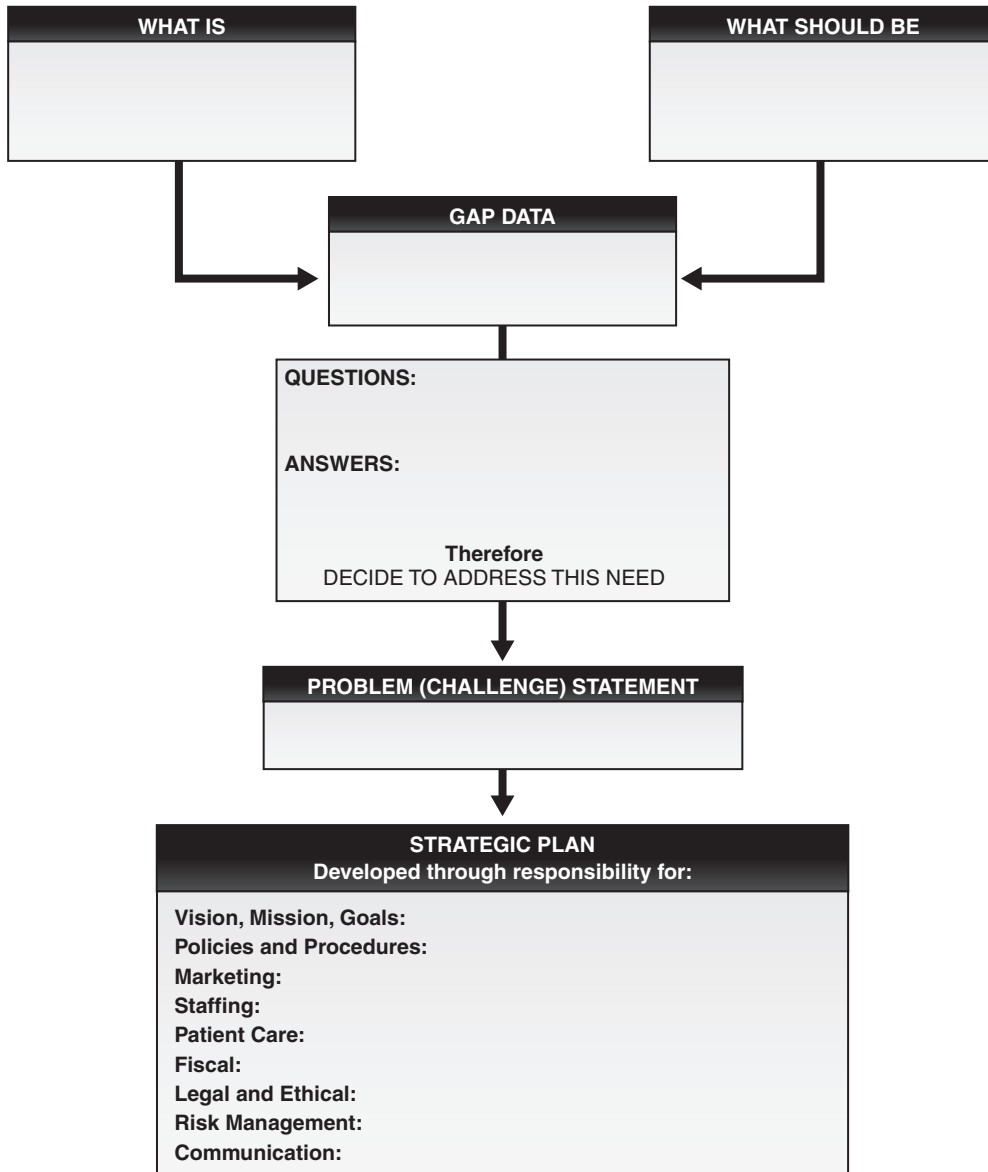 WHAT IS
WHAT SHOULD BE
GAP DATA
QUESTIONS:
ANSWERS:
Therefore
DECIDE TO ADDRESS THIS NEED
PROBLEM (CHALLENGE) STATEMENT
STRATEGIC PLAN
Developed through responsibility for:
Vision, Mission, Goals:
Policies and Procedures:
Marketing:
Staffing:
Patient Care:
Fiscal:
Legal and Ethical:
Risk Management:
Communication: